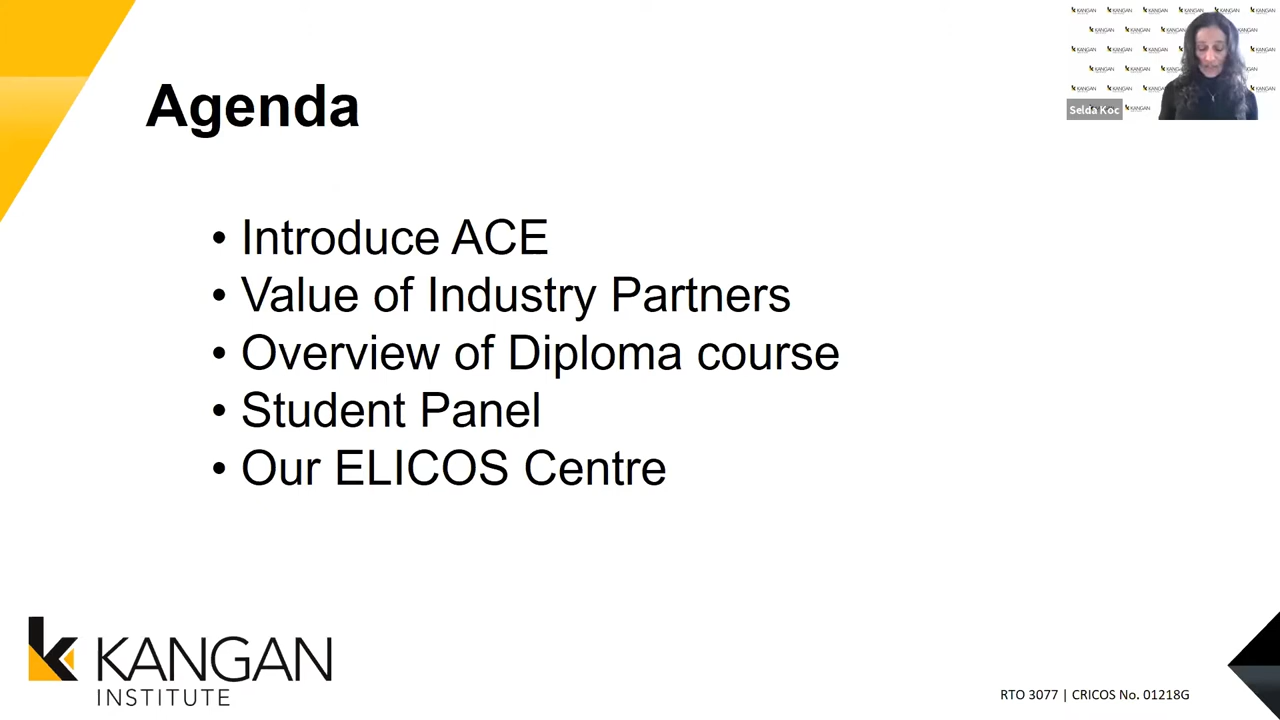 Agenda
• Introduce ACE
• Value of Industry Partners
• Overview of Diploma course
• Student Panel
• Our ELICOS Centre
KANGAN
INSTITUTE
RTO 3077 | CRICOS No. 01218G
Selda Koc
KANGAN